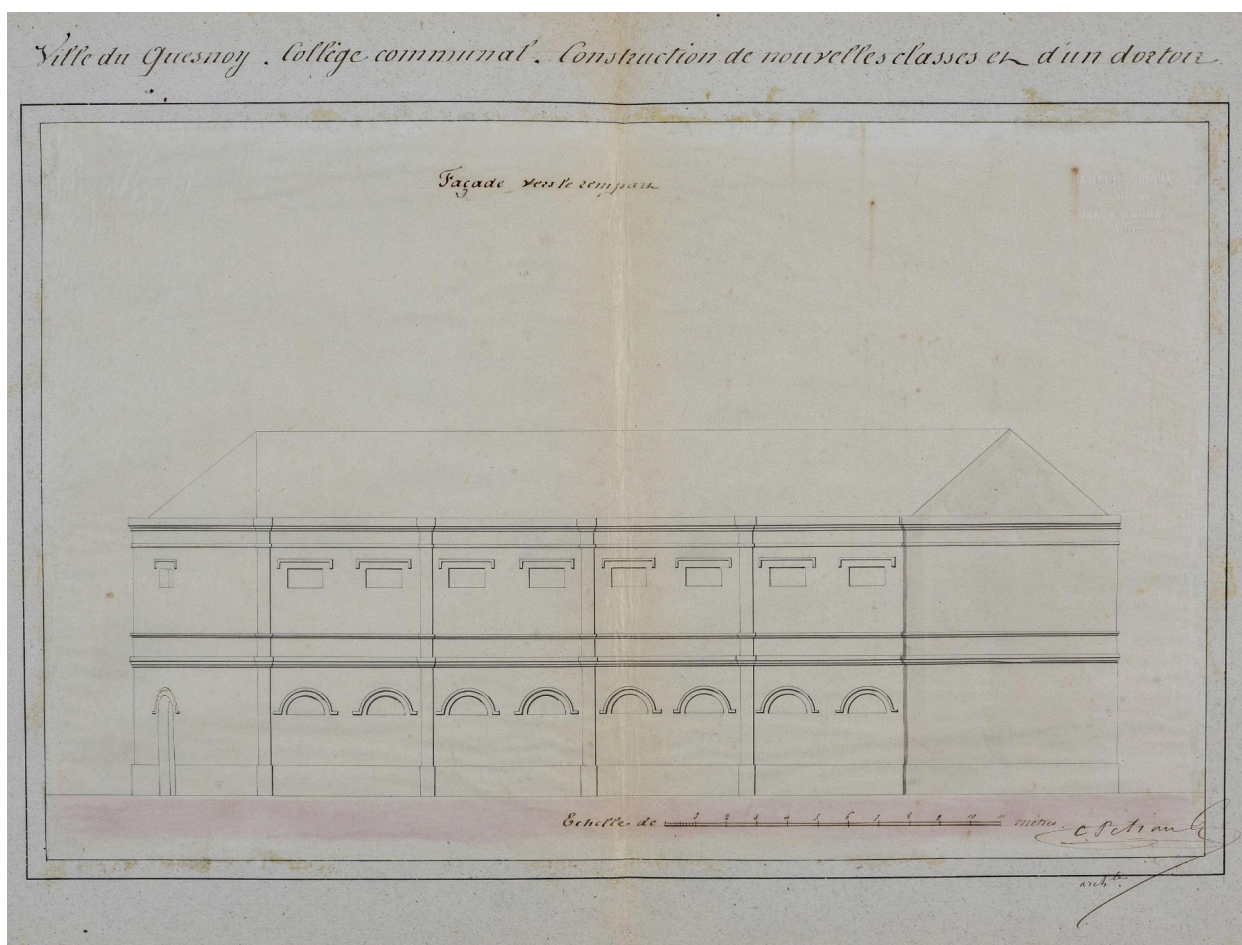 Ville du Quesnoy. Collège communal. Construction de nouvelles classes et d'un dortoir.
Façade vers le rempart
Echelle de 1 2 3 4 5 6 7 8 9 10 11 mètres
archte